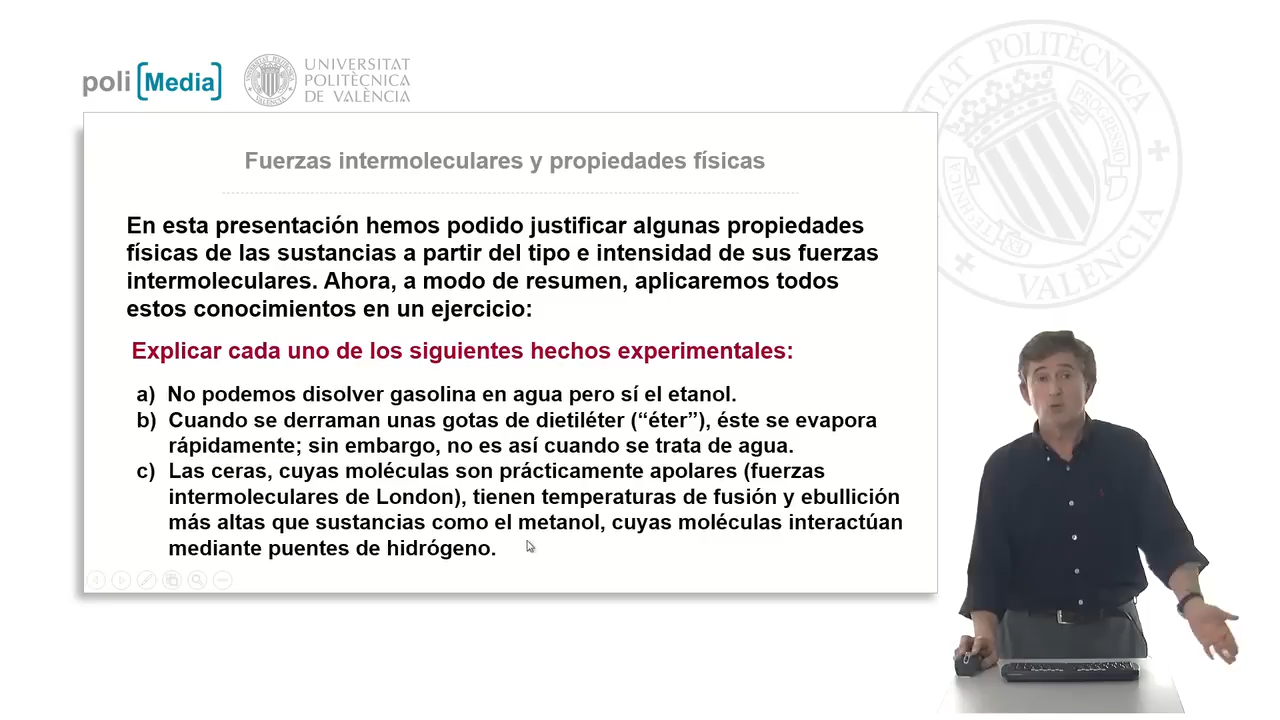 poli [Media]
UNIVERSITAT
POLITÈCNICA
DE VALÈNCIA
Fuerzas intermoleculares y propiedades físicas
En esta presentación hemos podido justificar algunas propiedades
físicas de las sustancias a partir del tipo e intensidad de sus fuerzas
intermoleculares. Ahora, a modo de resumen, aplicaremos todos
estos conocimientos en un ejercicio:
Explicar cada uno de los siguientes hechos experimentales:
a) No podemos disolver gasolina en agua pero sí el etanol.
b) Cuando se derraman unas gotas de dietiléter (“éter”), éste se evapora
rápidamente; sin embargo, no es así cuando se trata de agua.
c) Las ceras, cuyas moléculas son prácticamente apolares (fuerzas
intermoleculares de London), tienen temperaturas de fusión y ebullición
más altas que sustancias como el metanol, cuyas moléculas interactúan
mediante puentes de hidrógeno.
POLITÈCNICA
VALÈNCIA